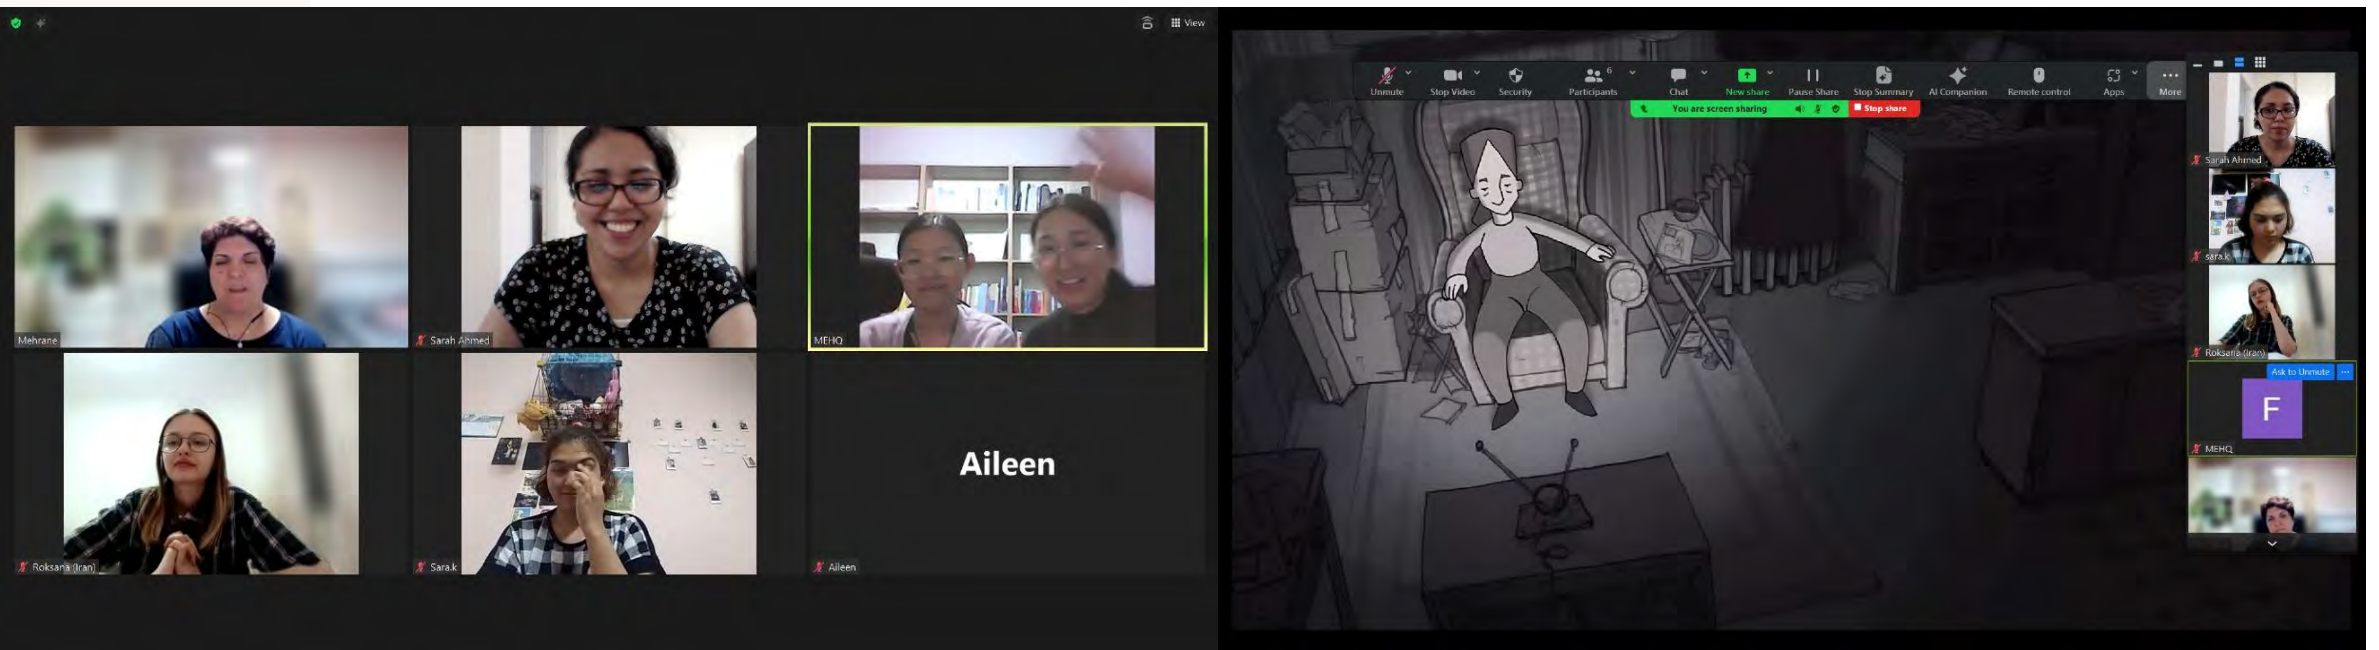 View
Mehrane
Sarah Ahmed
MEHQ
Roksana (Iran)
Sara.k
Aileen
Aileen
Unmute
Stop Video
Security
6
Participants
Chat
New share
Pause Share
Stop Summary
AI Companion
Remote control
Apps
More
You are screen sharing
Stop share
Sarah Ahmed
sara.k
Roksana (Iran)
Ask to Unmute
F
MEHQ